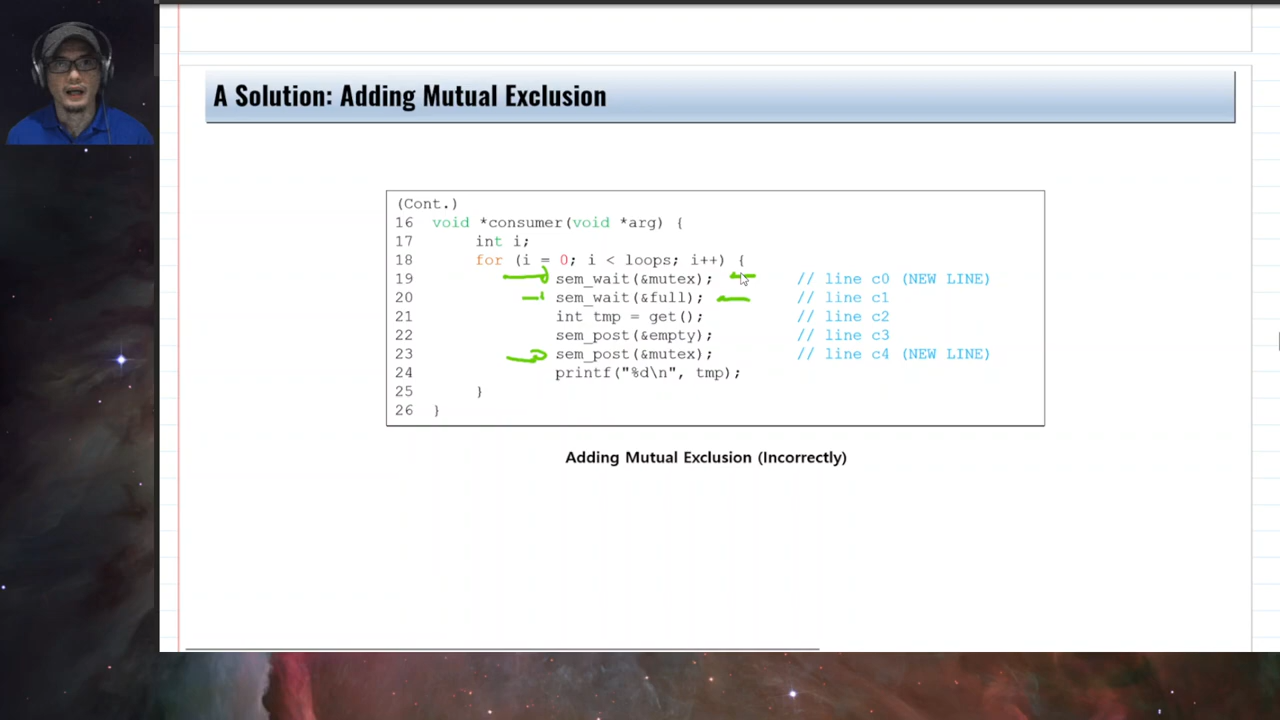 A Solution: Adding Mutual Exclusion
(Cont.)
16 void *consumer(void *arg) {
17 int i;
18 for (i = 0; i < loops; i++) {
19 sem_wait(&mutex); // line c0 (NEW LINE)
20 sem_wait(&full); // line c1
21 int tmp = get(); // line c2
22 sem_post(&empty); // line c3
23 sem_post(&mutex); // line c4 (NEW LINE)
24 printf("%d\n", tmp);
25 }
26 }
Adding Mutual Exclusion (Incorrectly)